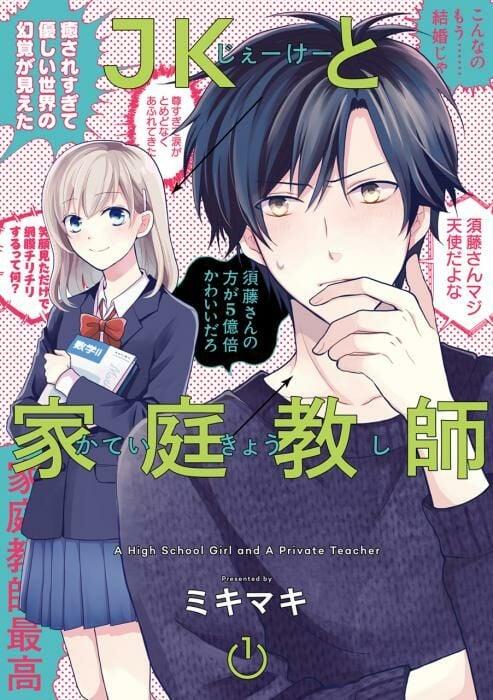 こんなの
もう……
結婚じゃ
JKと
じぇーけー
癒されすぎて
優しい世界の
幻覚が見えた
尊すぎて涙が
とめどなく
あふれてきた
須藤さんマジ
天使だよな
笑顔見ただけで
網膜チリチリ
するって何?
須藤さんの
方が5億倍
かわいいだろ
数学II
家庭教師
かていきょうし
家庭教師最高
A High School Girl and A Private Teacher
Presented by
ミキマキ
1